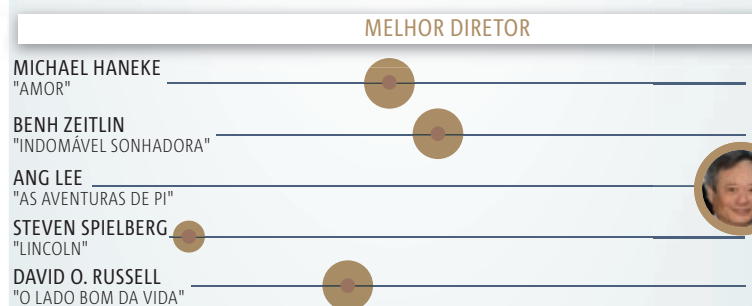 MELHOR DIRETOR
MICHAEL HANEKE
"AMOR"
BENH ZEITLIN
"INDOMÁVEL SONHADORA"
ANG LEE
"AS AVENTURAS DE PI"
STEVEN SPIELBERG
"LINCOLN"
DAVID O. RUSSELL
"O LADO BOM DA VIDA"